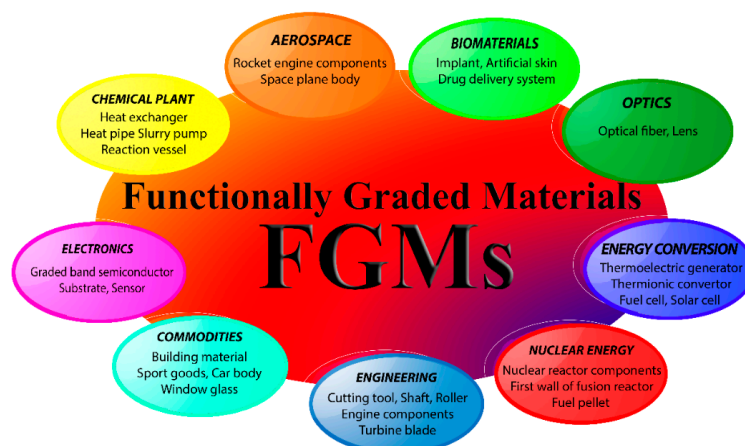 AEROSPACE
Rocket engine components
Space plane body
BIOMATERIALS
Implant, Artificial skin
Drug delivery system
CHEMICAL PLANT
Heat exchanger
Heat pipe Slurry pump
Reaction vessel
OPTICS
Optical fiber, Lens
Functionally Graded Materials
FGMs
ELECTRONICS
Graded band semiconductor
Substrate, Sensor
ENERGY CONVERSION
Thermoelectric generator
Thermionic convertor
Fuel cell, Solar cell
COMMODITIES
Building material
Sport goods, Car body
Window glass
ENGINEERING
Cutting tool, Shaft, Roller
Engine components
Turbine blade
NUCLEAR ENERGY
Nuclear reactor components
First wall of fusion reactor
Fuel pellet